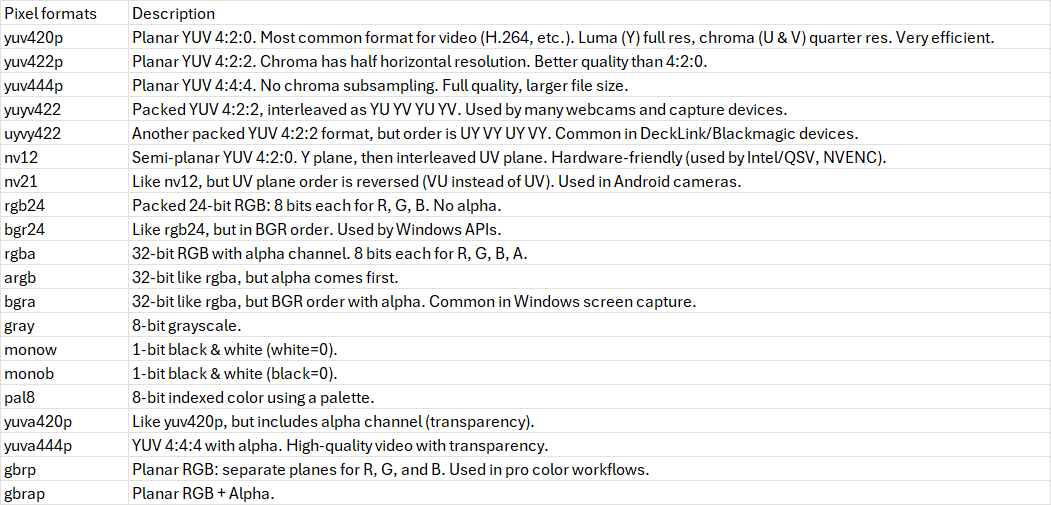 Pixel formats Description
yuv420p Planar YUV 4:2:0. Most common format for video (H.264, etc.). Luma (Y) full res, chroma (U & V) quarter res. Very efficient.
yuv422p Planar YUV 4:2:2. Chroma has half horizontal resolution. Better quality than 4:2:0.
yuv444p Planar YUV 4:4:4. No chroma subsampling. Full quality, larger file size.
yuyv422 Packed YUV 4:2:2, interleaved as YU YV YU YV. Used by many webcams and capture devices.
uyvy422 Another packed YUV 4:2:2 format, but order is UY VY UY VY. Common in DeckLink/Blackmagic devices.
nv12 Semi-planar YUV 4:2:0. Y plane, then interleaved UV plane. Hardware-friendly (used by Intel/QSV, NVENC).
nv21 Like nv12, but UV plane order is reversed (VU instead of UV). Used in Android cameras.
rgb24 Packed 24-bit RGB: 8 bits each for R, G, B. No alpha.
bgr24 Like rgb24, but in BGR order. Used by Windows APIs.
rgba 32-bit RGB with alpha channel. 8 bits each for R, G, B, A.
argb 32-bit like rgba, but alpha comes first.
bgra 32-bit like rgba, but BGR order with alpha. Common in Windows screen capture.
gray 8-bit grayscale.
monow 1-bit black & white (white=0).
monob 1-bit black & white (black=0).
pal8 8-bit indexed color using a palette.
yuva420p Like yuv420p, but includes alpha channel (transparency).
yuva444p YUV 4:4:4 with alpha. High-quality video with transparency.
gbrp Planar RGB: separate planes for R, G, and B. Used in pro color workflows.
gbrap Planar RGB + Alpha.